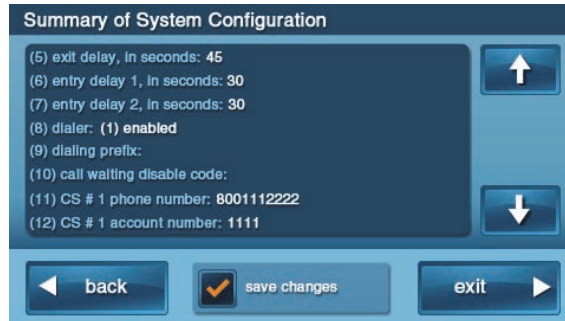 Summary of System Configuration
(5) exit delay, in seconds: 45
(6) entry delay 1, in seconds: 30
(7) entry delay 2, in seconds: 30
(8) dialer: (1) enabled
(9) dialing prefix:
(10) call waiting disable code:
(11) CS # 1 phone number: 8001112222
(12) CS # 1 account number: 1111
back
save changes
exit